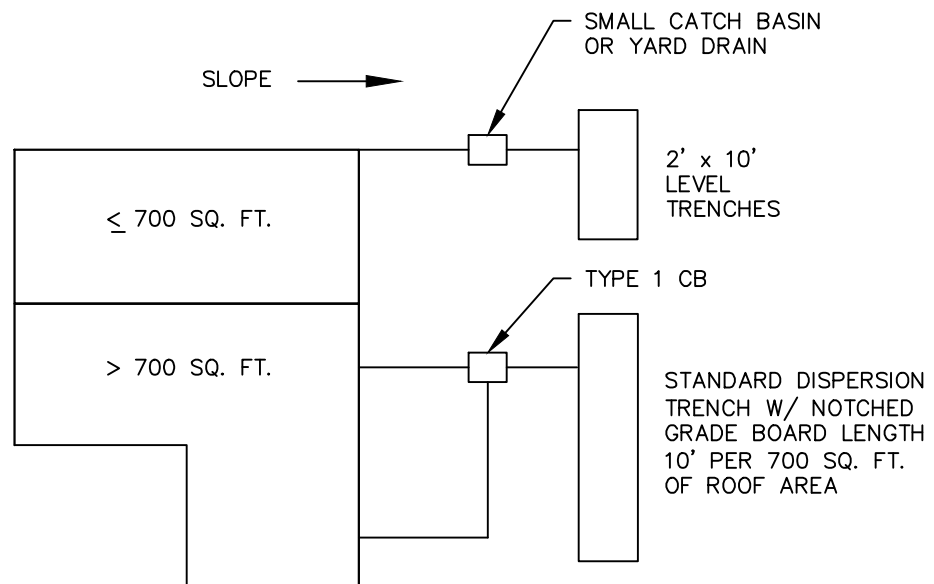 SMALL CATCH BASIN
OR YARD DRAIN
SLOPE
2' x 10'
LEVEL
TRENCHES
≤ 700 SQ. FT.
TYPE 1 CB
> 700 SQ. FT.
STANDARD DISPERSION
TRENCH W/ NOTCHED
GRADE BOARD LENGTH
10' PER 700 SQ. FT.
OF ROOF AREA